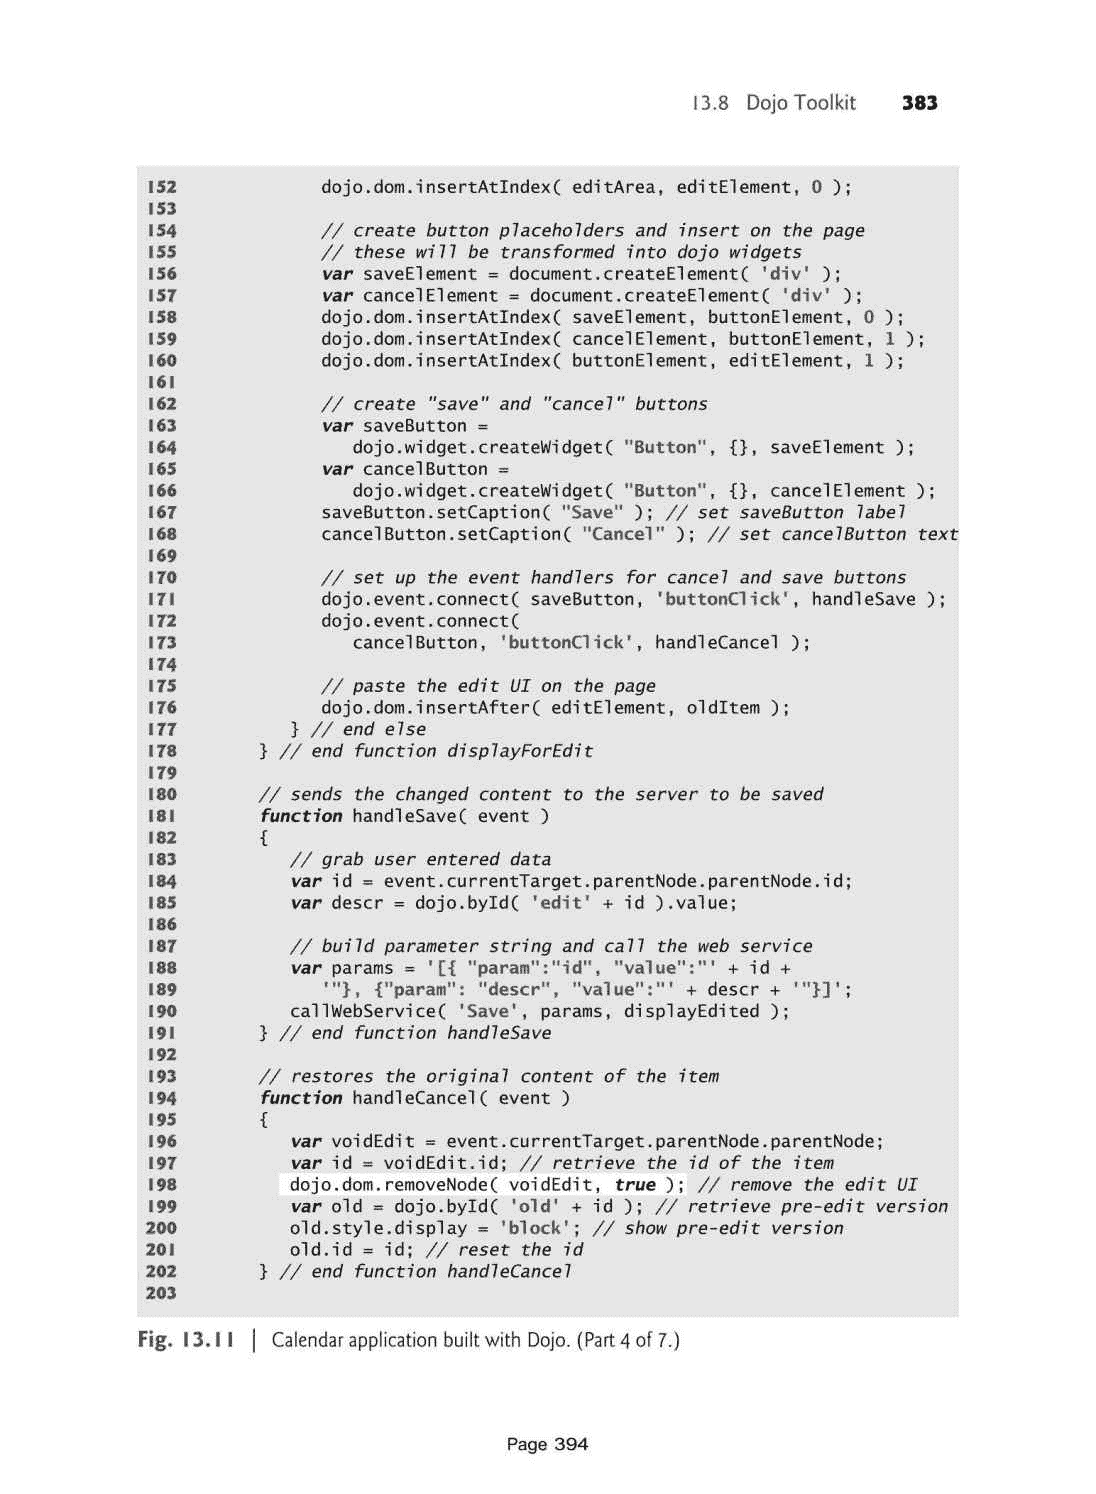 13.8 Dojo Toolkit 383
152 dojo.dom.insertAtIndex( editArea, editElement, 0 );
153
154 // create button placeholders and insert on the page
155 // these will be transformed into dojo widgets
156 var saveElement = document.createElement( 'div' );
157 var cancelElement = document.createElement( 'div' );
158 dojo.dom.insertAtIndex( saveElement, buttonElement, 0 );
159 dojo.dom.insertAtIndex( cancelElement, buttonElement, 1 );
160 dojo.dom.insertAtIndex( buttonElement, editElement, 1 );
161
162 // create "save" and "cancel" buttons
163 var saveButton =
164 dojo.widget.createWidget( "Button", {}, saveElement );
165 var cancelButton =
166 dojo.widget.createWidget( "Button", {}, cancelElement );
167 saveButton.setCaption( "Save" ); // set saveButton label
168 cancelButton.setCaption( "Cancel" ); // set cancelButton text
169
170 // set up the event handlers for cancel and save buttons
171 dojo.event.connect( saveButton, 'buttonClick', handleSave );
172 dojo.event.connect(
173 cancelButton, 'buttonClick', handleCancel );
174
175 // paste the edit UI on the page
176 dojo.dom.insertAfter( editElement, oldItem );
177 } // end else
178 } // end function displayForEdit
179
180 // sends the changed content to the server to be saved
181 function handleSave( event )
182 {
183 // grab user entered data
184 var id = event.currentTarget.parentNode.parentNode.id;
185 var descr = dojo.byId( 'edit' + id ).value;
186
187 // build parameter string and call the web service
188 var params = '[{ "param":"id", "value":"' + id +
189 '"}, {"param": "descr", "value":"' + descr + '"}]';
190 callWebService( 'Save', params, displayEdited );
191 } // end function handleSave
192
193 // restores the original content of the item
194 function handleCancel( event )
195 {
196 var voidEdit = event.currentTarget.parentNode.parentNode;
197 var id = voidEdit.id; // retrieve the id of the item
198 dojo.dom.removeNode( voidEdit, true ); // remove the edit UI
199 var old = dojo.byId( 'old' + id ); // retrieve pre-edit version
200 old.style.display = 'block'; // show pre-edit version
201 old.id = id; // reset the id
202 } // end function handleCancel
203
Fig. 13.11 | Calendar application built with Dojo. (Part 4 of 7.)
Page 394